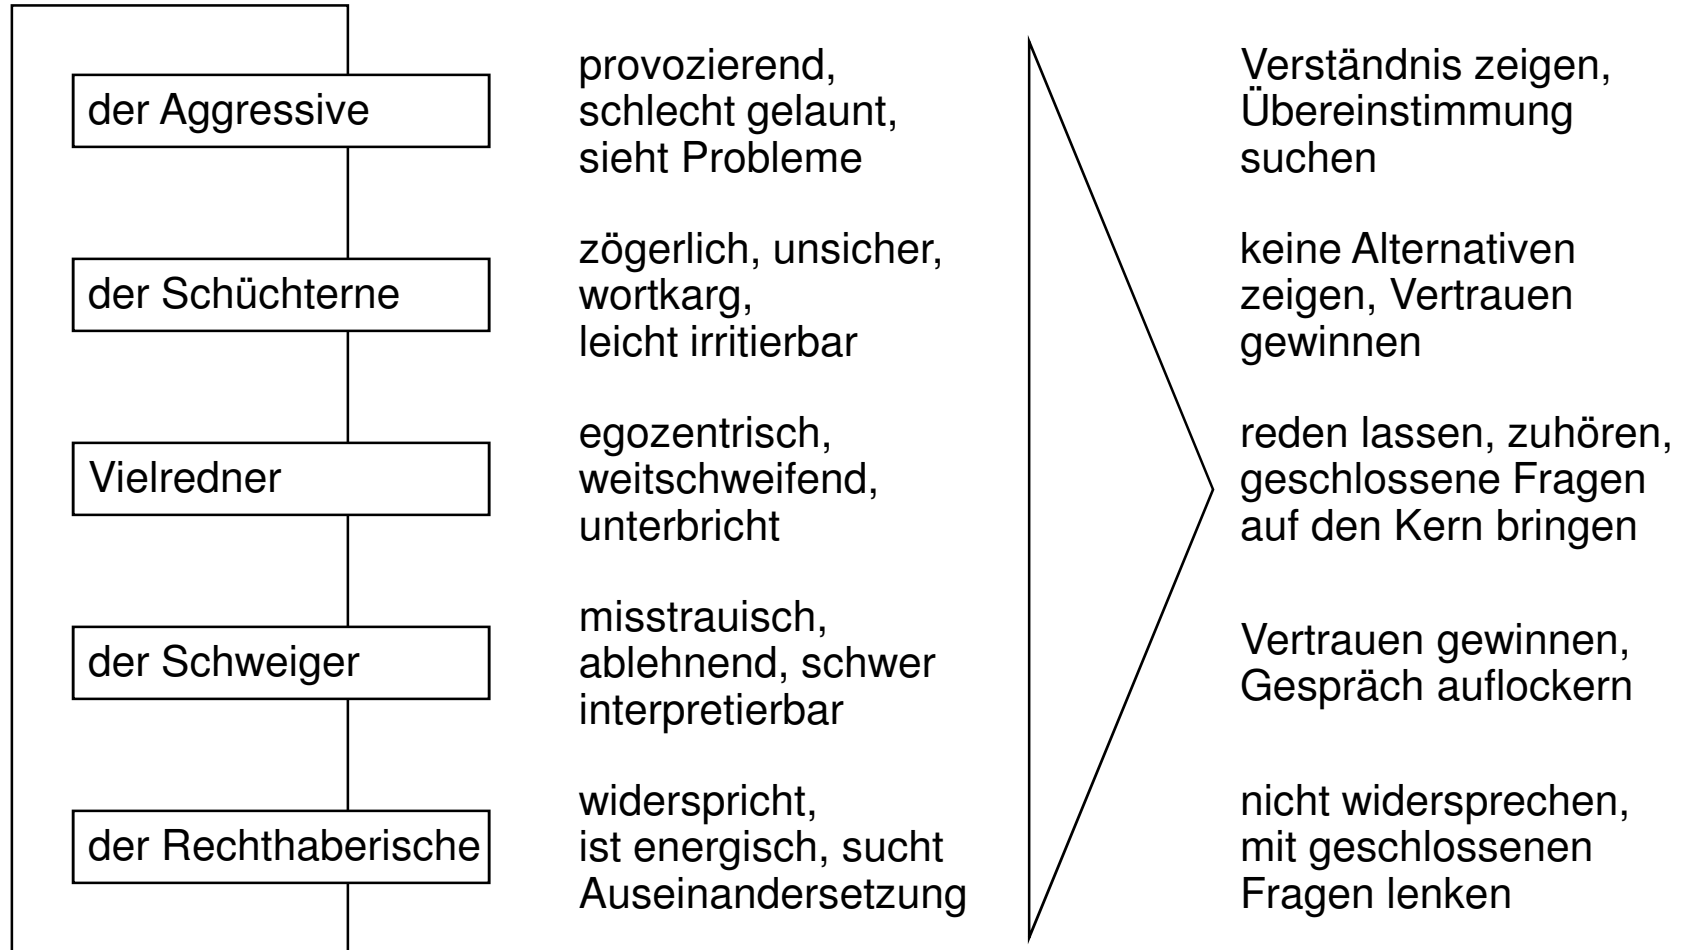 der Aggressive
provozierend,
schlecht gelaunt,
sieht Probleme
Verständnis zeigen,
Übereinstimmung
suchen
der Schüchterne
zögerlich, unsicher,
wortkarg,
leicht irritierbar
keine Alternativen
zeigen, Vertrauen
gewinnen
Vielredner
egozentrisch,
weitschweifend,
unterbricht
reden lassen, zuhören,
geschlossene Fragen
auf den Kern bringen
der Schweiger
misstrauisch,
ablehnend, schwer
interpretierbar
Vertrauen gewinnen,
Gespräch auflockern
der Rechthaberische
widerspricht,
ist energisch, sucht
Auseinandersetzung
nicht widersprechen,
mit geschlossenen
Fragen lenken